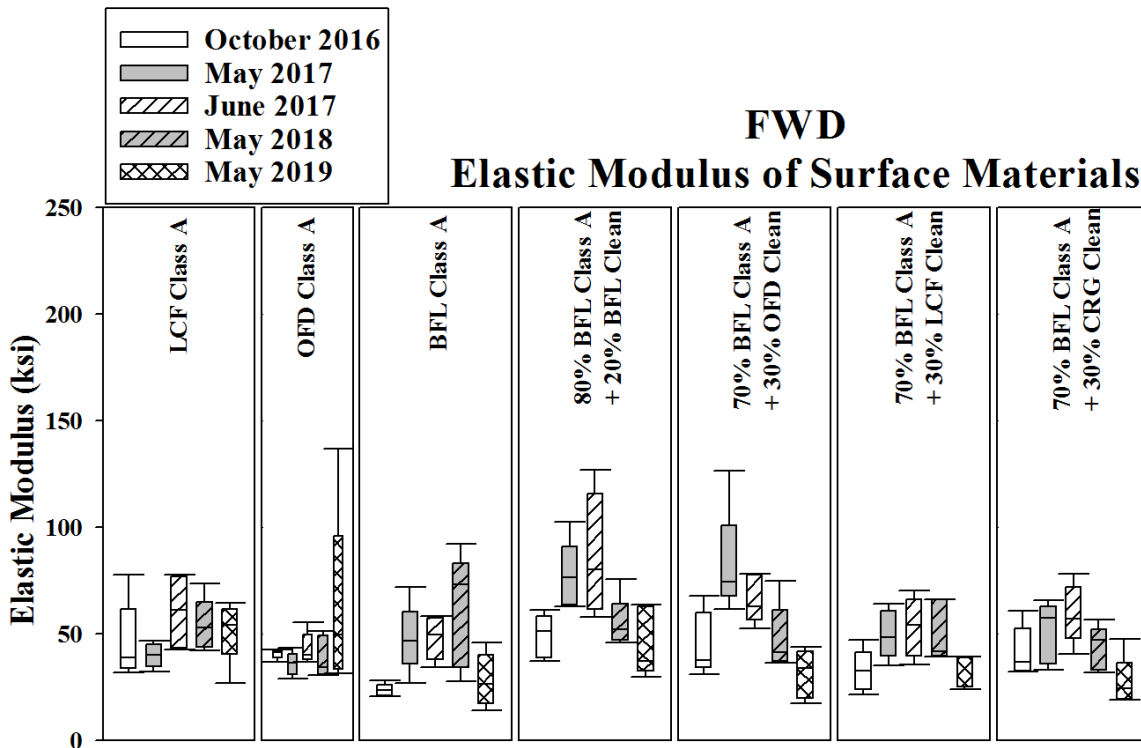 October 2016
May 2017
June 2017
May 2018
May 2019
FWD
Elastic Modulus of Surface Materials
Elastic Modulus (ksi)
250
200
150
100
50
0
LCF Class A
OFD Class A
BFL Class A
80% BFL Class A
+ 20% BFL Clean
70% BFL Class A
+ 30% OFD Clean
70% BFL Class A
+ 30% LCF Clean
70% BFL Class A
+ 30% CRG Clean